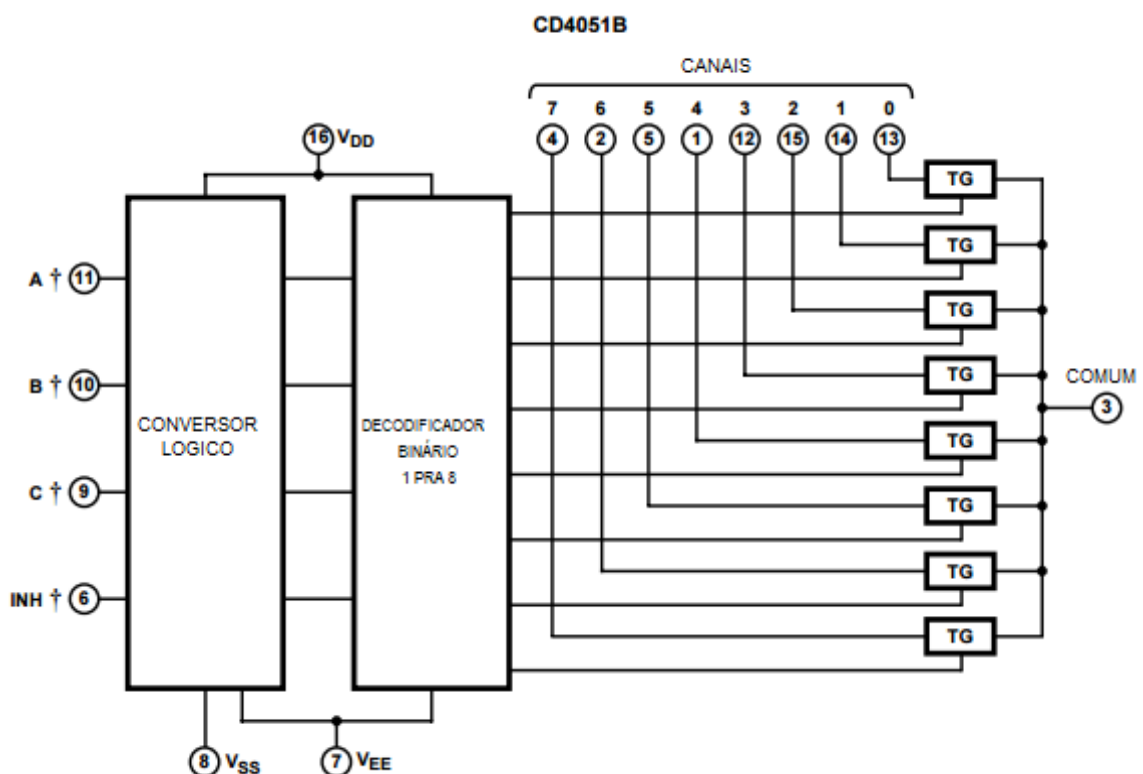 CD4051B
CANAIS
7 6 5 4 3 2 1 0
4 2 5 1 12 15 14 13
16 VDD
TG
TG
TG
TG
TG
TG
TG
TG
A † 11
B † 10
C † 9
INH † 6
CONVERSOR
LOGICO
DECODIFICADOR
BINÁRIO
1 PRA 8
COMUM
3
8 VSS
7 VEE